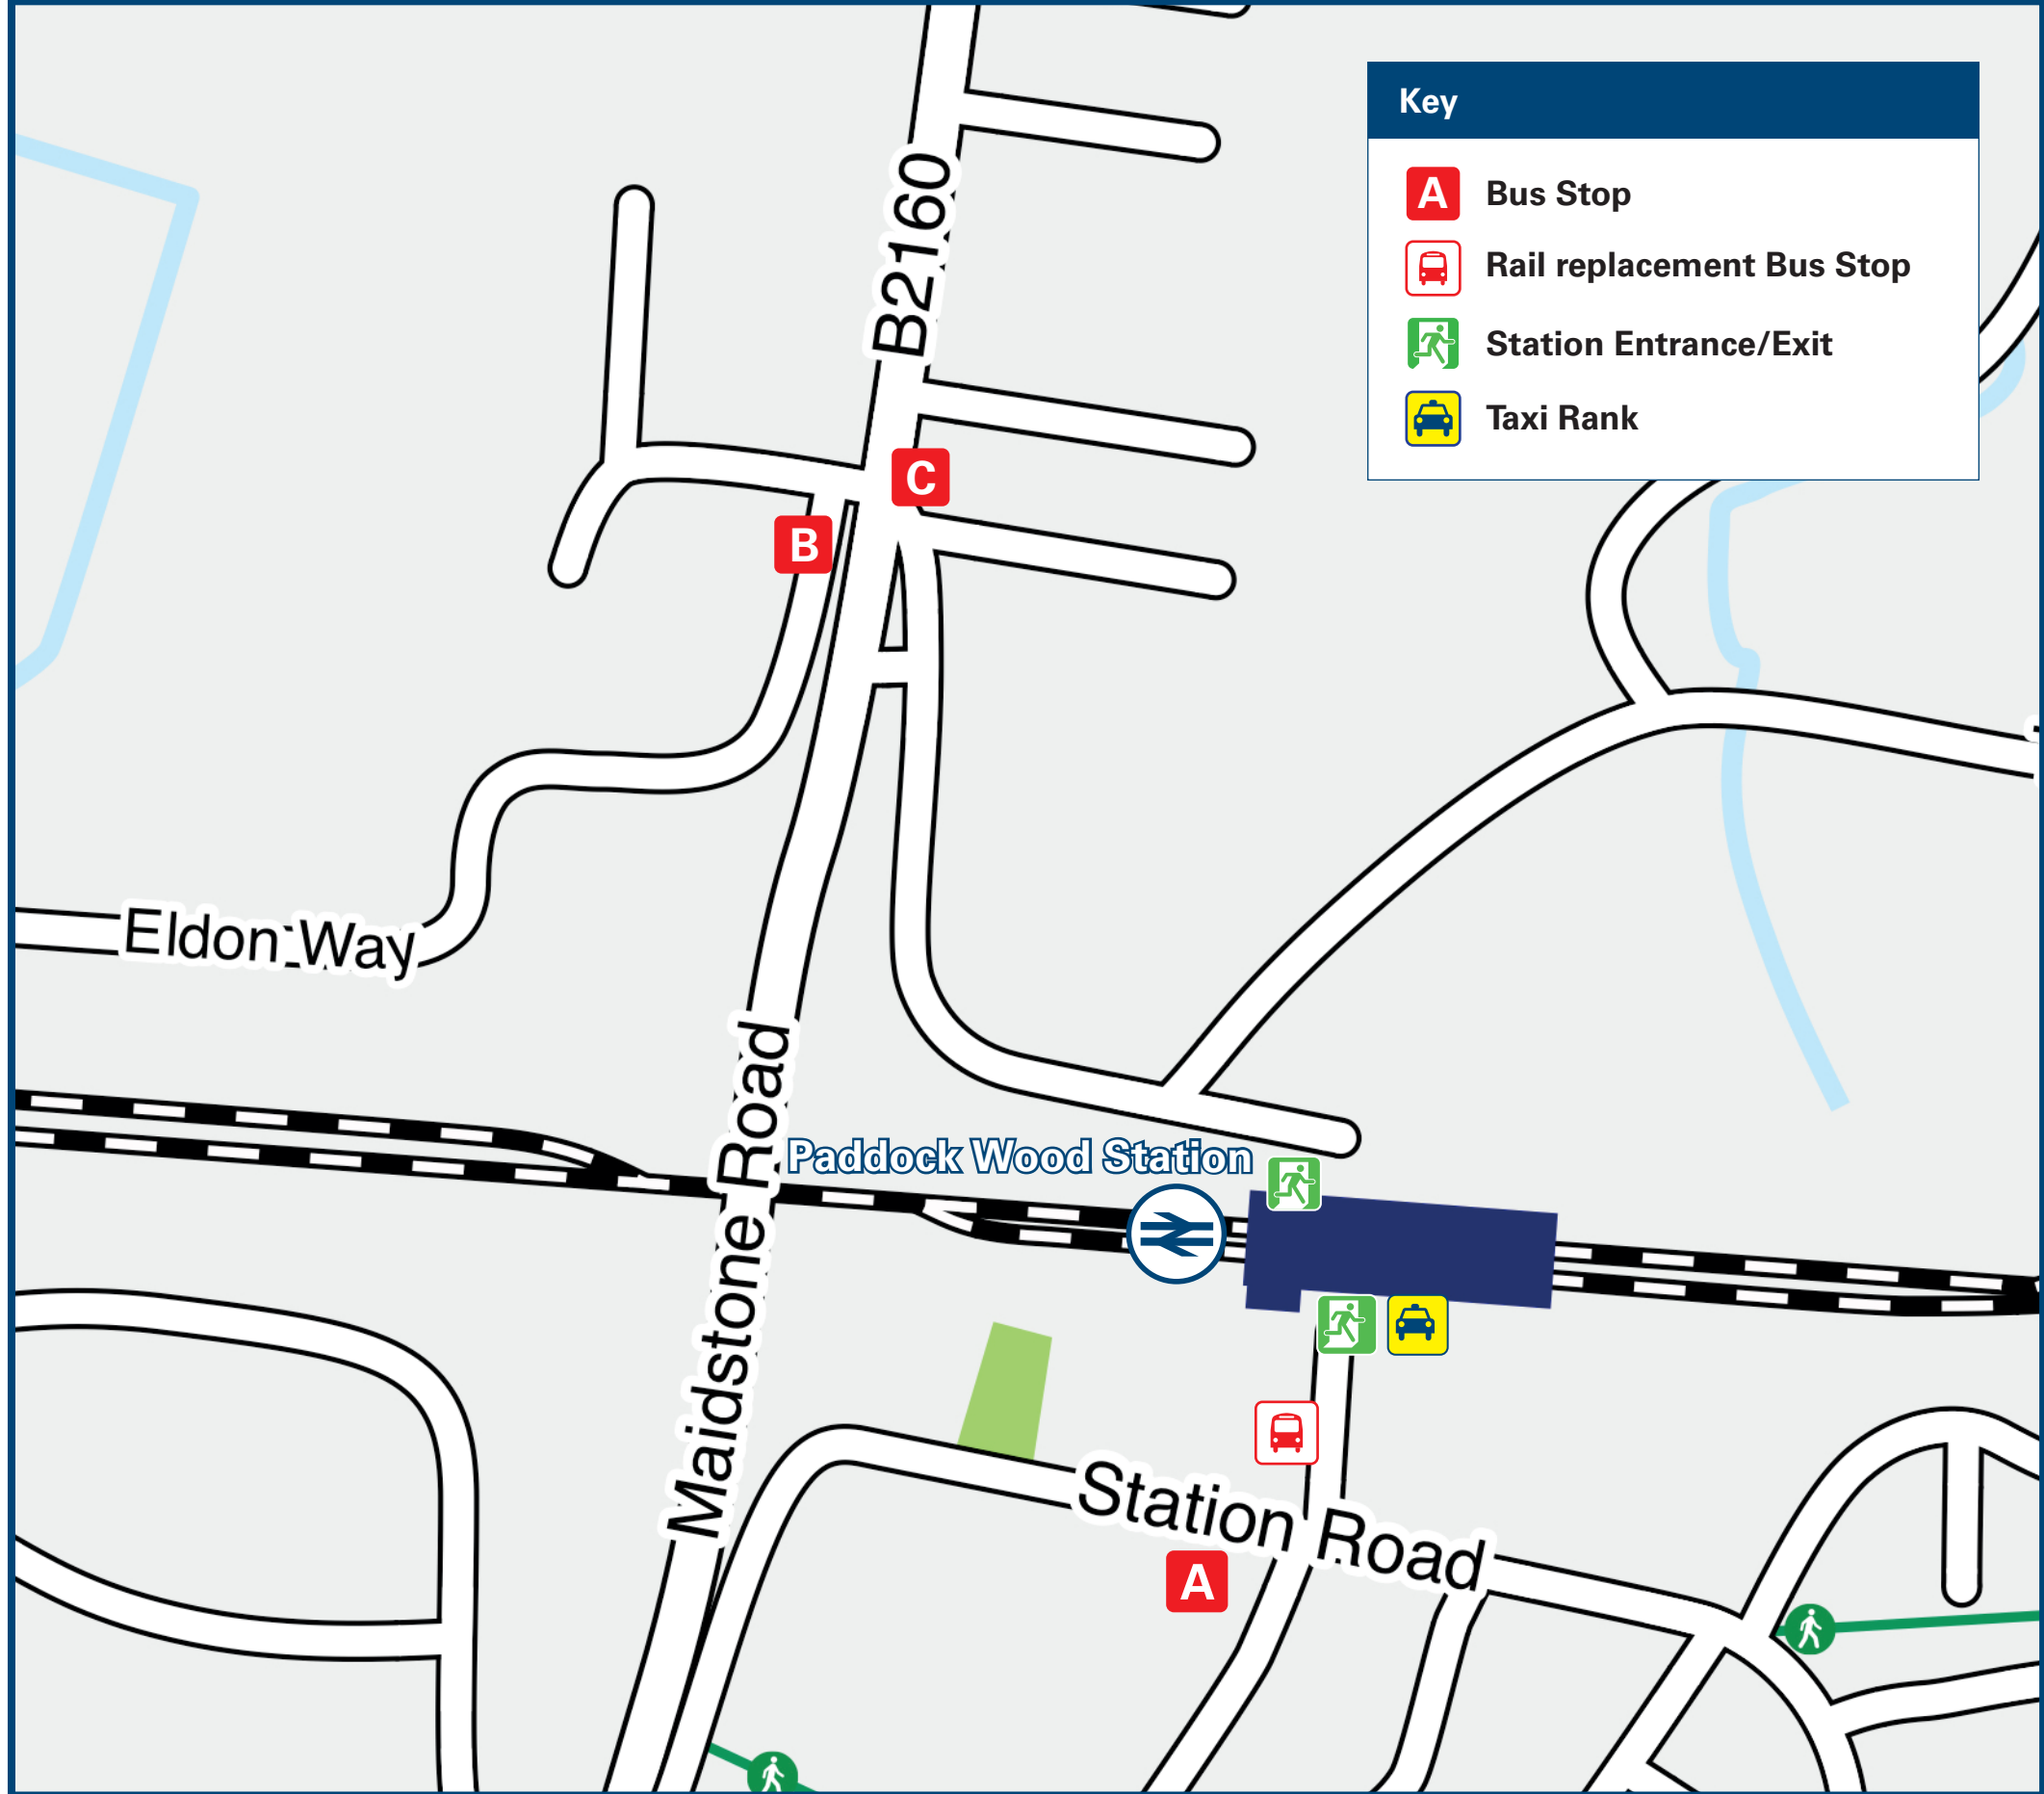 Key
A
Bus Stop
Rail replacement Bus Stop
Station Entrance/Exit
Taxi Rank
B2160
C
B
Eldon Way
Maidstone Road
Paddock Wood Station
Station Road
A